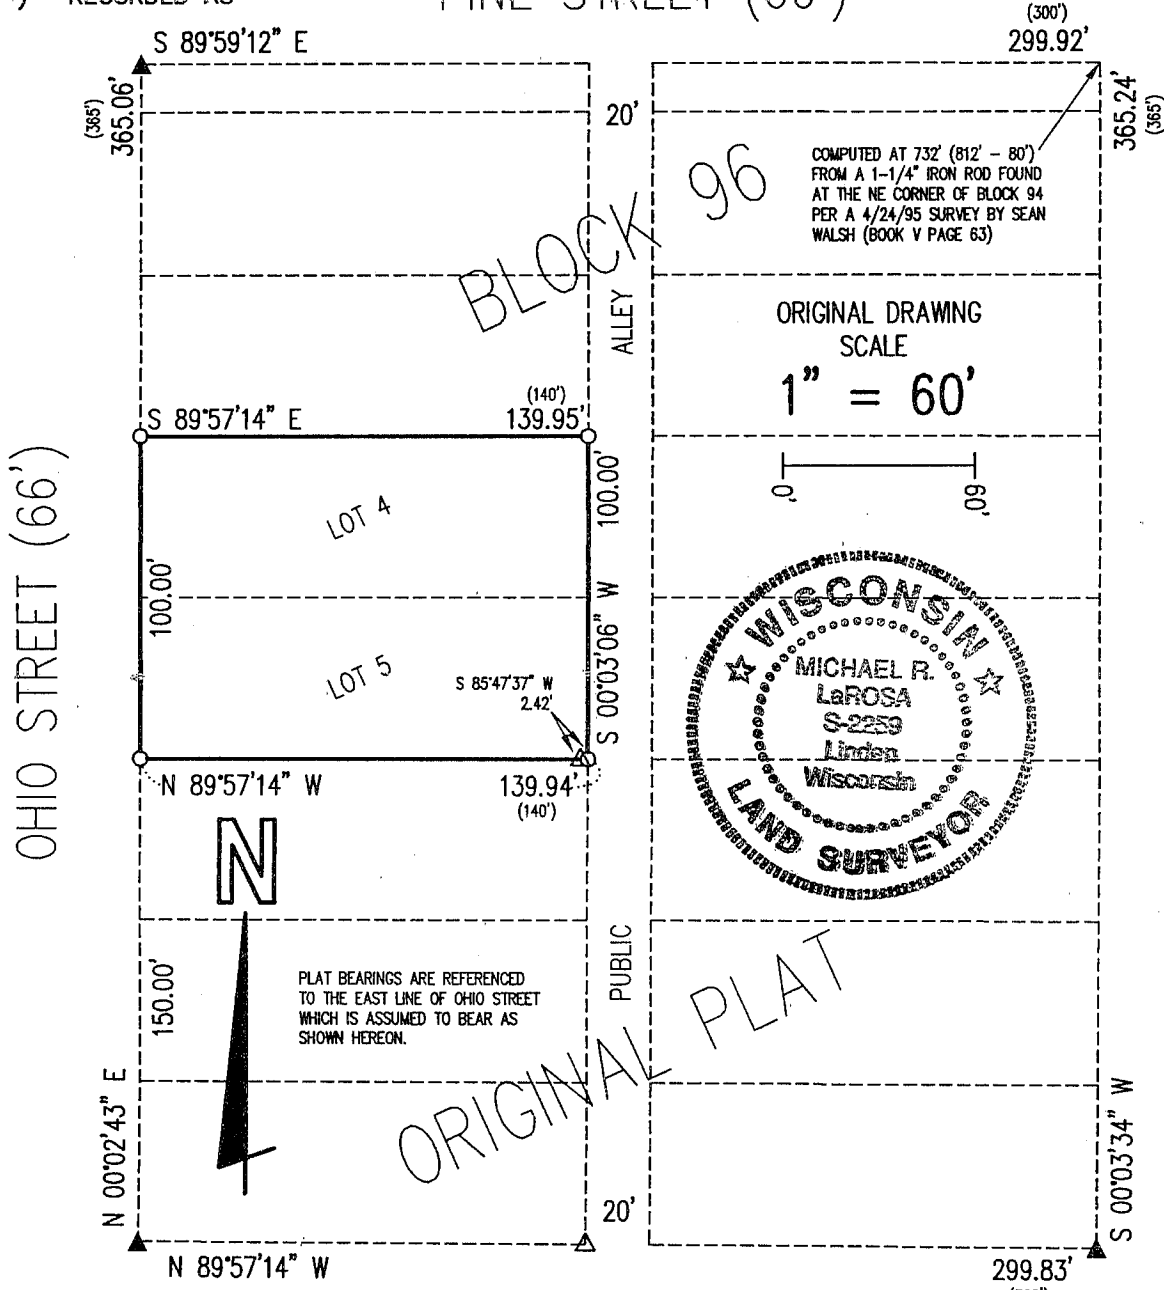 RECORDED AS
PINE STREET (66')
S 89°59'12" E
(300')
299.92'
(365')
365.06'
20'
365.24'
(365')
COMPUTED AT 732' (812' - 80')
FROM A 1-1/4" IRON ROD FOUND
AT THE NE CORNER OF BLOCK 94
PER A 4/24/95 SURVEY BY SEAN
WALSH (BOOK V PAGE 63)
BLOCK 96
ALLEY
ORIGINAL DRAWING
SCALE
1" = 60'
0'
60'
S 89°57'14" E
(140')
139.95'
OHIO STREET (66')
LOT 4
100.00'
100.00'
LOT 5
S 85°47'37" W
2.42'
S 00°03'06" W
WISCONSIN
MICHAEL R.
LaROSA
S-2259
Linden
Wisconsin
LAND SURVEYOR
N 89°57'14" W
139.94'
(140')
N
PLAT BEARINGS ARE REFERENCED
TO THE EAST LINE OF OHIO STREET
WHICH IS ASSUMED TO BEAR AS
SHOWN HEREON.
150.00'
PUBLIC
ORIGINAL PLAT
N 00°02'43" E
20'
S 00°03'34" W
N 89°57'14" W
299.83'